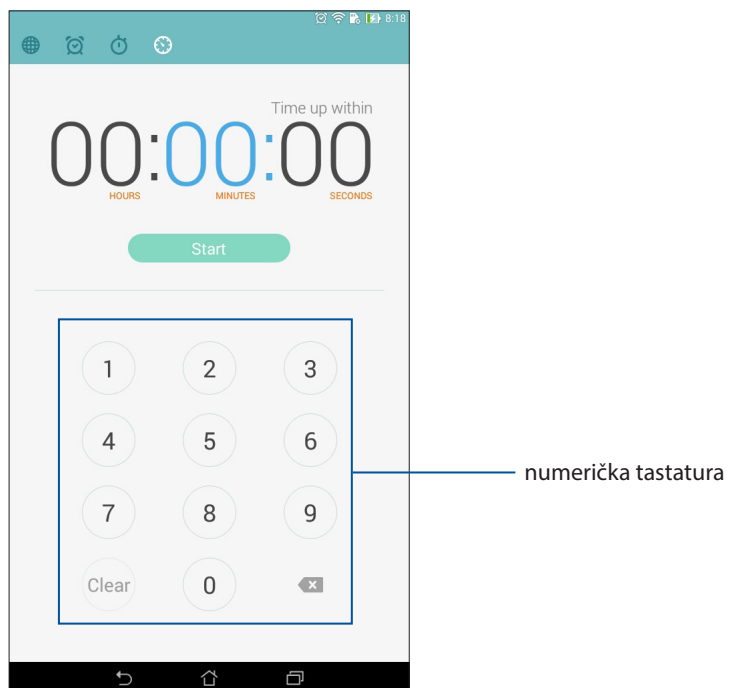 8:18
Time up within
00:00:00
HOURS MINUTES SECONDS
Start
1 2 3
4 5 6
numerička tastatura
7 8 9
Clear 0